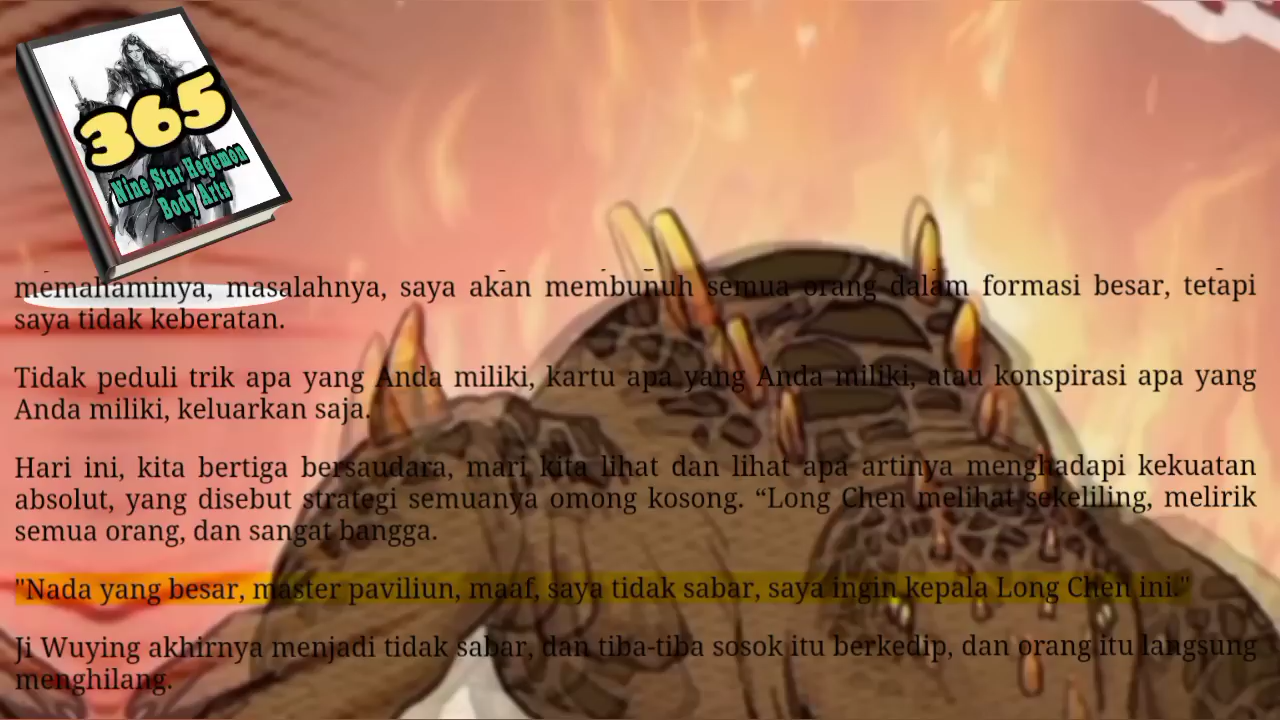 365
Nine Star Hegemon
Body Arts
memahaminya, masalahnya, saya akan membunuh semua orang dalam formasi besar, tetapi
saya tidak keberatan.
Tidak peduli trik apa yang Anda miliki, kartu apa yang Anda miliki, atau konspirasi apa yang
Anda miliki, keluarkan saja.
Hari ini, kita bertiga bersaudara, mari kita lihat dan lihat apa artinya menghadapi kekuatan
absolut, yang disebut strategi semuanya omong kosong. “Long Chen melihat sekeliling, melirik
semua orang, dan sangat bangga.
"Nada yang besar, master paviliun, maaf, saya tidak sabar, saya ingin kepala Long Chen ini."
Ji Wuying akhirnya menjadi tidak sabar, dan tiba-tiba sosok itu berkedip, dan orang itu langsung
menghilang.